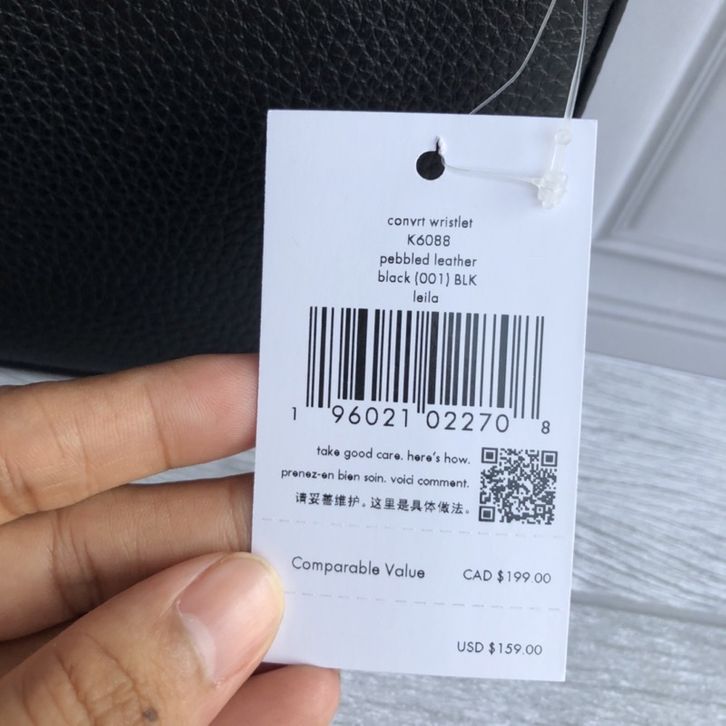 convrt wristlet
K6088
pebbled leather
black (001) BLK
leila
1 96021 02270 8
take good care. here's how.
prenez-en bien soin. voici comment.
请妥善维护。这里是具体做法。
Comparable Value CAD $199.00
USD $159.00